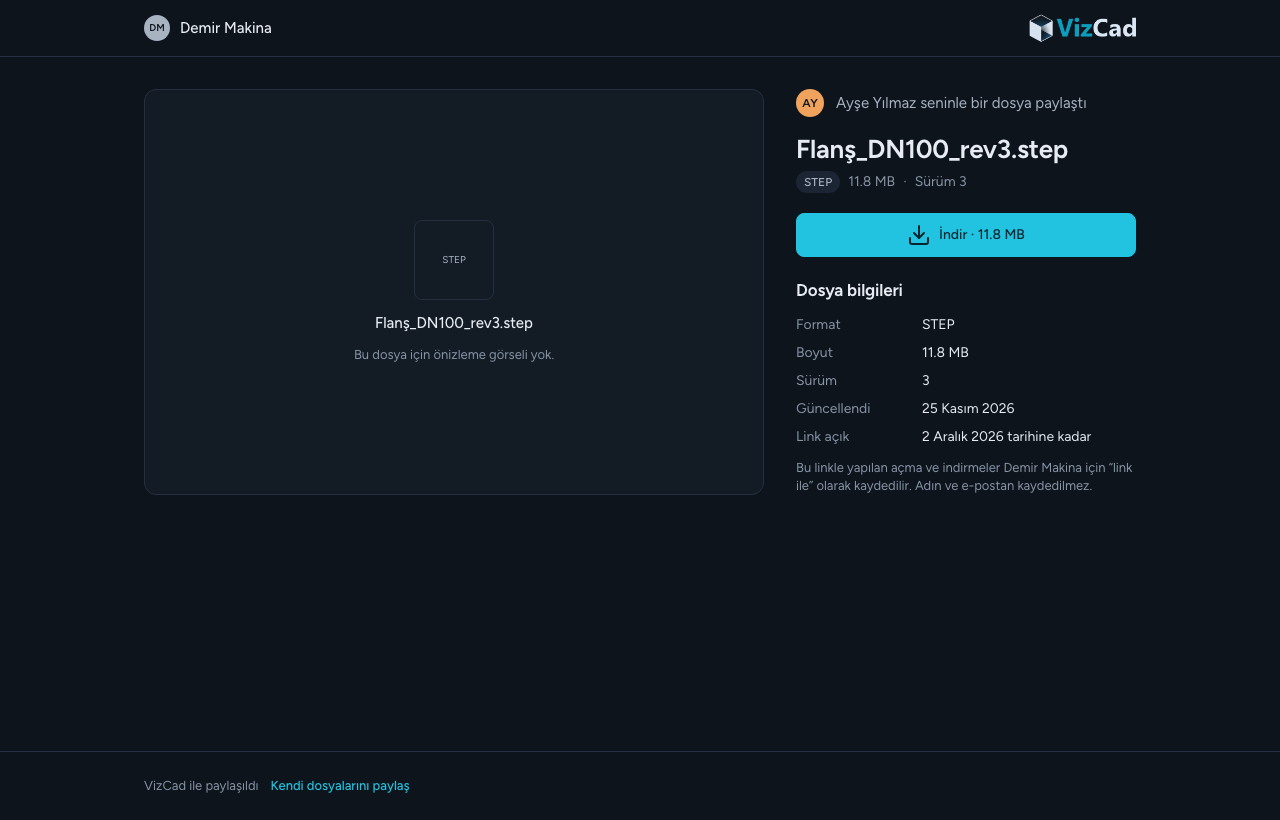 DM
Demir Makina
VizCad
STEP
Flanş_DN100_rev3.step
Bu dosya için önizleme görseli yok.
AY
Ayşe Yılmaz seninle bir dosya paylaştı
Flanş_DN100_rev3.step
STEP 11.8 MB · Sürüm 3
İndir · 11.8 MB
Dosya bilgileri
Format STEP
Boyut 11.8 MB
Sürüm 3
Güncellendi 25 Kasım 2026
Link açık 2 Aralık 2026 tarihine kadar
Bu linkle yapılan açma ve indirmeler Demir Makina için “link
ile” olarak kaydedilir. Adın ve e-postan kaydedilmez.
VizCad ile paylaşıldı Kendi dosyalarını paylaş